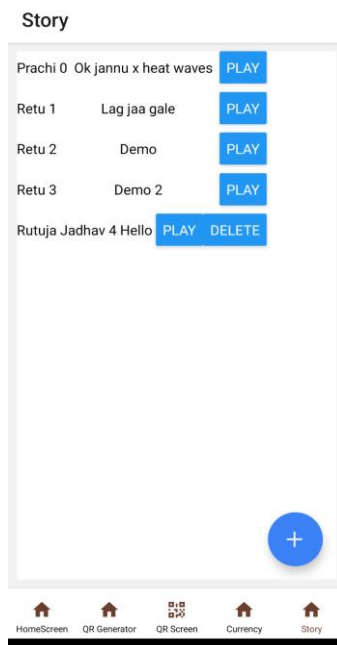 Story
Prachi 0 Ok jannu x heat waves PLAY
Retu 1 Lag jaa gale PLAY
Retu 2 Demo PLAY
Retu 3 Demo 2 PLAY
Rutuja Jadhav 4 Hello PLAY DELETE
+
HomeScreen QR Generator QR Screen Currency Story